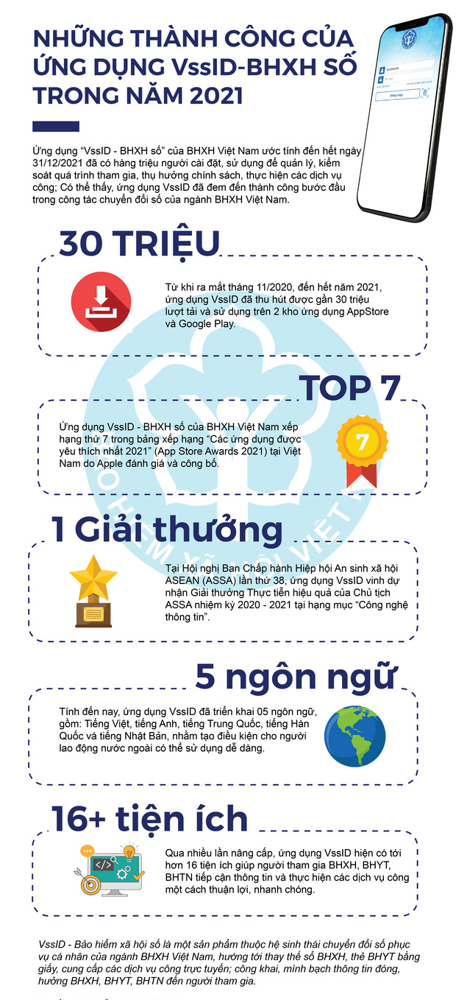 NHỮNG THÀNH CÔNG CỦA
ỨNG DỤNG VssID-BHXH SỐ
TRONG NĂM 2021
Đăng nhập
Ứng dụng “VssID - BHXH số” của BHXH Việt Nam ước tính đến hết ngày
31/12/2021 đã có hàng triệu người cài đặt, sử dụng để quản lý, kiểm
soát quá trình tham gia, thụ hưởng chính sách, thực hiện các dịch vụ
công; Có thể thấy, ứng dụng VssID đã đem đến thành công bước đầu
trong công tác chuyển đổi số của ngành BHXH Việt Nam.
30 TRIỆU
Từ khi ra mắt tháng 11/2020, đến hết năm 2021,
ứng dụng VssID đã thu hút được gần 30 triệu
lượt tải và sử dụng trên 2 kho ứng dụng AppStore
và Google Play.
TOP 7
Ứng dụng VssID - BHXH số của BHXH Việt Nam xếp
hạng thứ 7 trong bảng xếp hạng “Các ứng dụng được
yêu thích nhất 2021” (App Store Awards 2021) tại Việt
Nam do Apple đánh giá và công bố.
7
BẢO HIỂM XÃ HỘI VIỆT N
1 Giải thưởng
Tại Hội nghị Ban Chấp hành Hiệp hội An sinh xã hội
ASEAN (ASSA) lần thứ 38, ứng dụng VssID vinh dự
nhận Giải thưởng Thực tiễn hiệu quả của Chủ tịch
ASSA nhiệm kỳ 2020 - 2021 tại hạng mục “Công nghệ
thông tin”.
5 ngôn ngữ
Tính đến nay, ứng dụng VssID đã triển khai 05 ngôn ngữ,
gồm: Tiếng Việt, tiếng Anh, tiếng Trung Quốc, tiếng Hàn
Quốc và tiếng Nhật Bản, nhằm tạo điều kiện cho người
lao động nước ngoài có thể sử dụng dễ dàng.
16+ tiện ích
</>
Qua nhiều lần nâng cấp, ứng dụng VssID hiện có tới
hơn 16 tiện ích giúp người tham gia BHXH, BHYT,
BHTN tiếp cận thông tin và thực hiện các dịch vụ công
một cách thuận lợi, nhanh chóng.
VssID - Bảo hiểm xã hội số là một sản phẩm thuộc hệ sinh thái chuyển đổi số phục
vụ cá nhân của ngành BHXH Việt Nam, hướng tới thay thế sổ BHXH, thẻ BHYT bằng
giấy, cung cấp các dịch vụ công trực tuyến; công khai, minh bạch thông tin đóng,
hưởng BHXH, BHYT, BHTN đến người tham gia.